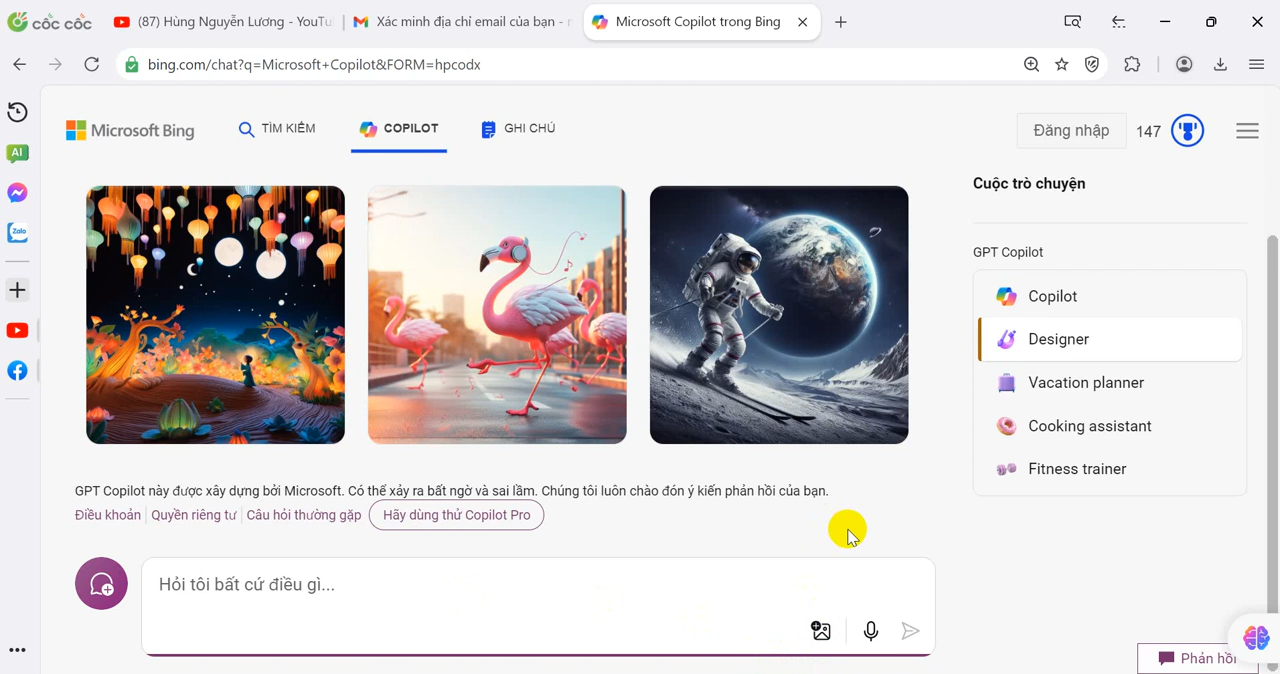 cốc cốc
(87) Hùng Nguyễn Lương - YouTu
Xác minh địa chỉ email của bạn -
Microsoft Copilot trong Bing
bing.com/chat?q=Microsoft+Copilot&FORM=hpcodx
AI
Zalo
Microsoft Bing
TÌM KIẾM
COPILOT
GHI CHÚ
Đăng nhập
147
Cuộc trò chuyện
GPT Copilot
Copilot
Designer
Vacation planner
Cooking assistant
Fitness trainer
GPT Copilot này được xây dựng bởi Microsoft. Có thể xảy ra bất ngờ và sai lầm. Chúng tôi luôn chào đón ý kiến phản hồi của bạn.
Điều khoản
Quyền riêng tư
Câu hỏi thường gặp
Hãy dùng thử Copilot Pro
Hỏi tôi bất cứ điều gì...
Phản hồi